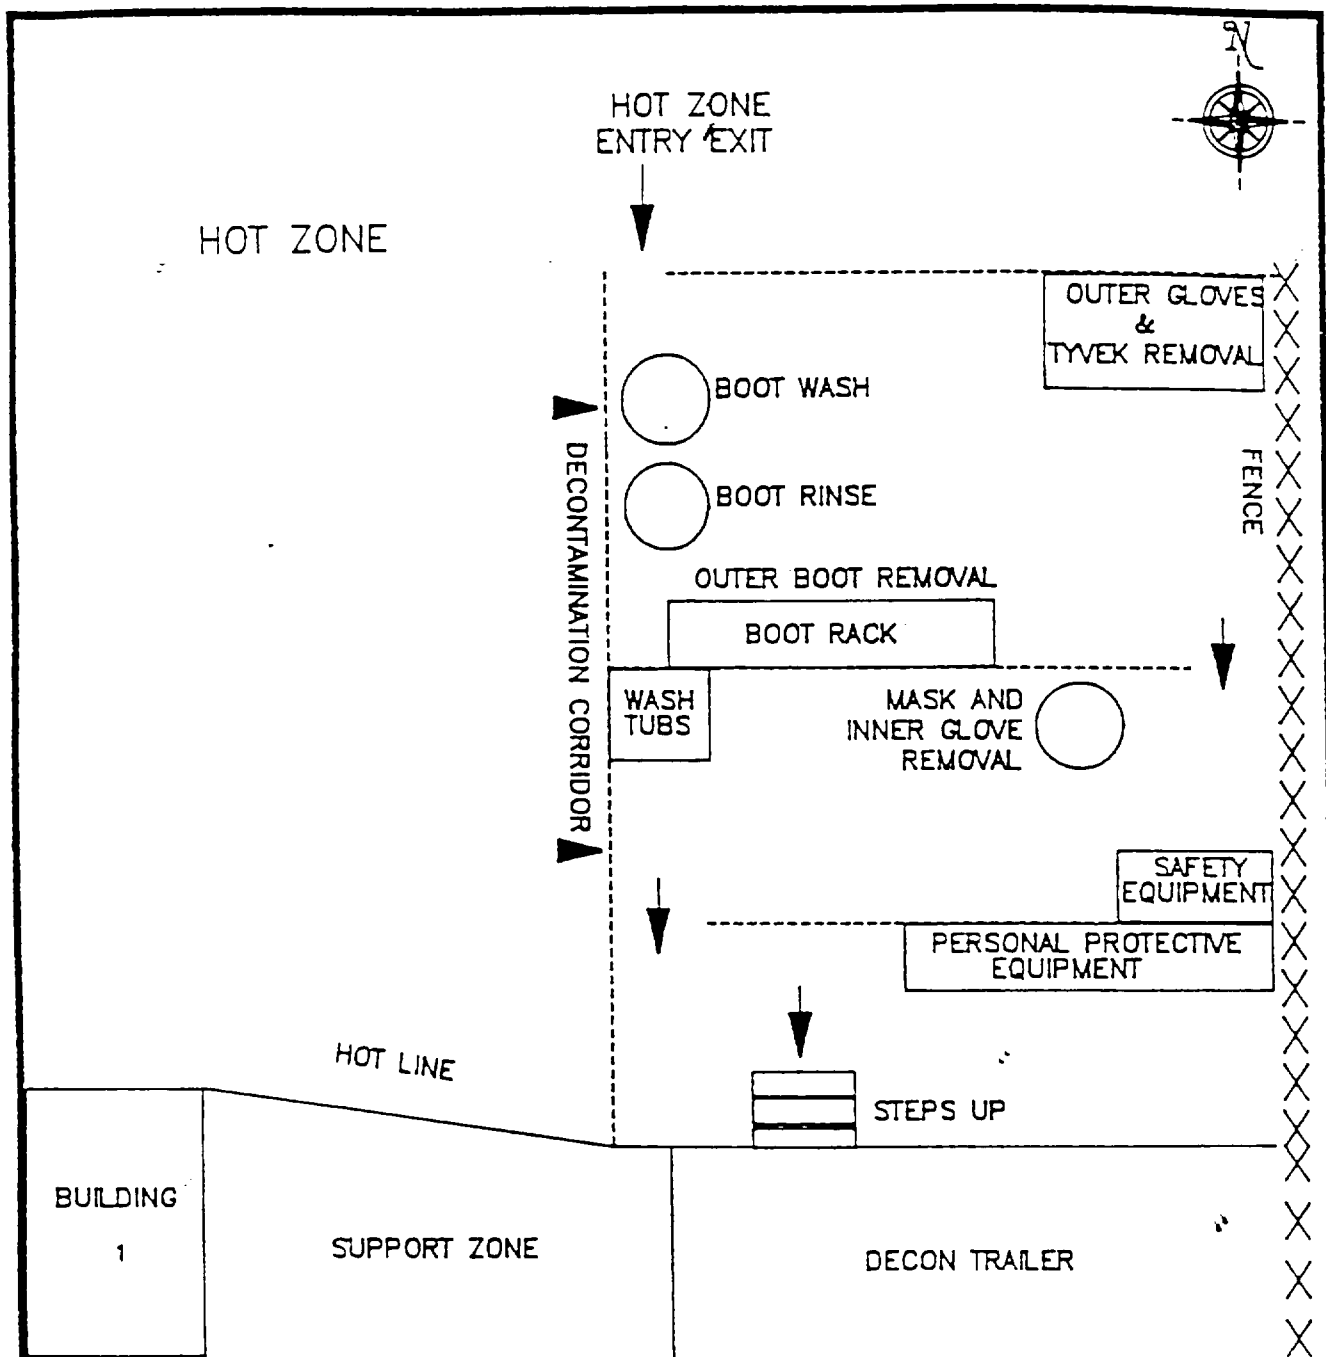 N
HOT ZONE
ENTRY/EXIT
HOT ZONE
OUTER GLOVES
&
TYVEK REMOVAL
BOOT WASH
DECONTAMINATION CORRIDOR
FENCE
BOOT RINSE
OUTER BOOT REMOVAL
BOOT RACK
WASH
TUBS
MASK AND
INNER GLOVE
REMOVAL
SAFETY
EQUIPMENT
PERSONAL PROTECTIVE
EQUIPMENT
HOT LINE
STEPS UP
BUILDING
1
SUPPORT ZONE
DECON TRAILER